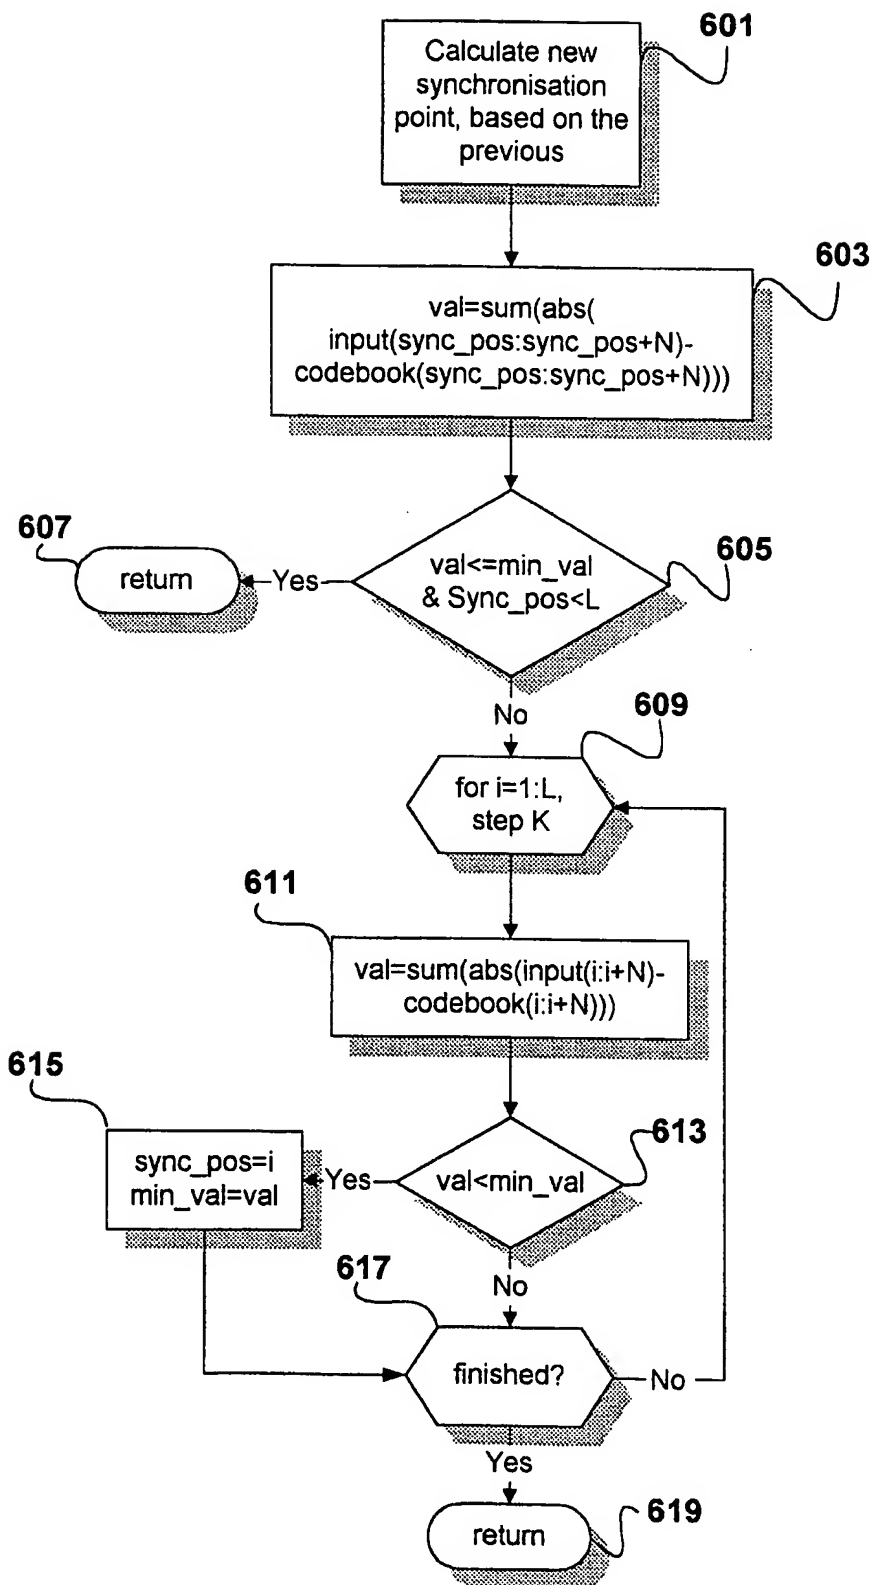 601
Calculate new
synchronisation
point, based on the
previous
603
val=sum(abs(
input(sync_pos:sync_pos+N)-
codebook(sync_pos:sync_pos+N)))
605
val<=min_val
& Sync_pos<L
Yes
607
return
No
609
for i=1:L,
step K
611
val=sum(abs(input(i:i+N)-
codebook(i:i+N)))
613
val<min_val
Yes
615
sync_pos=i
min_val=val
No
617
finished?
No
Yes
return
619